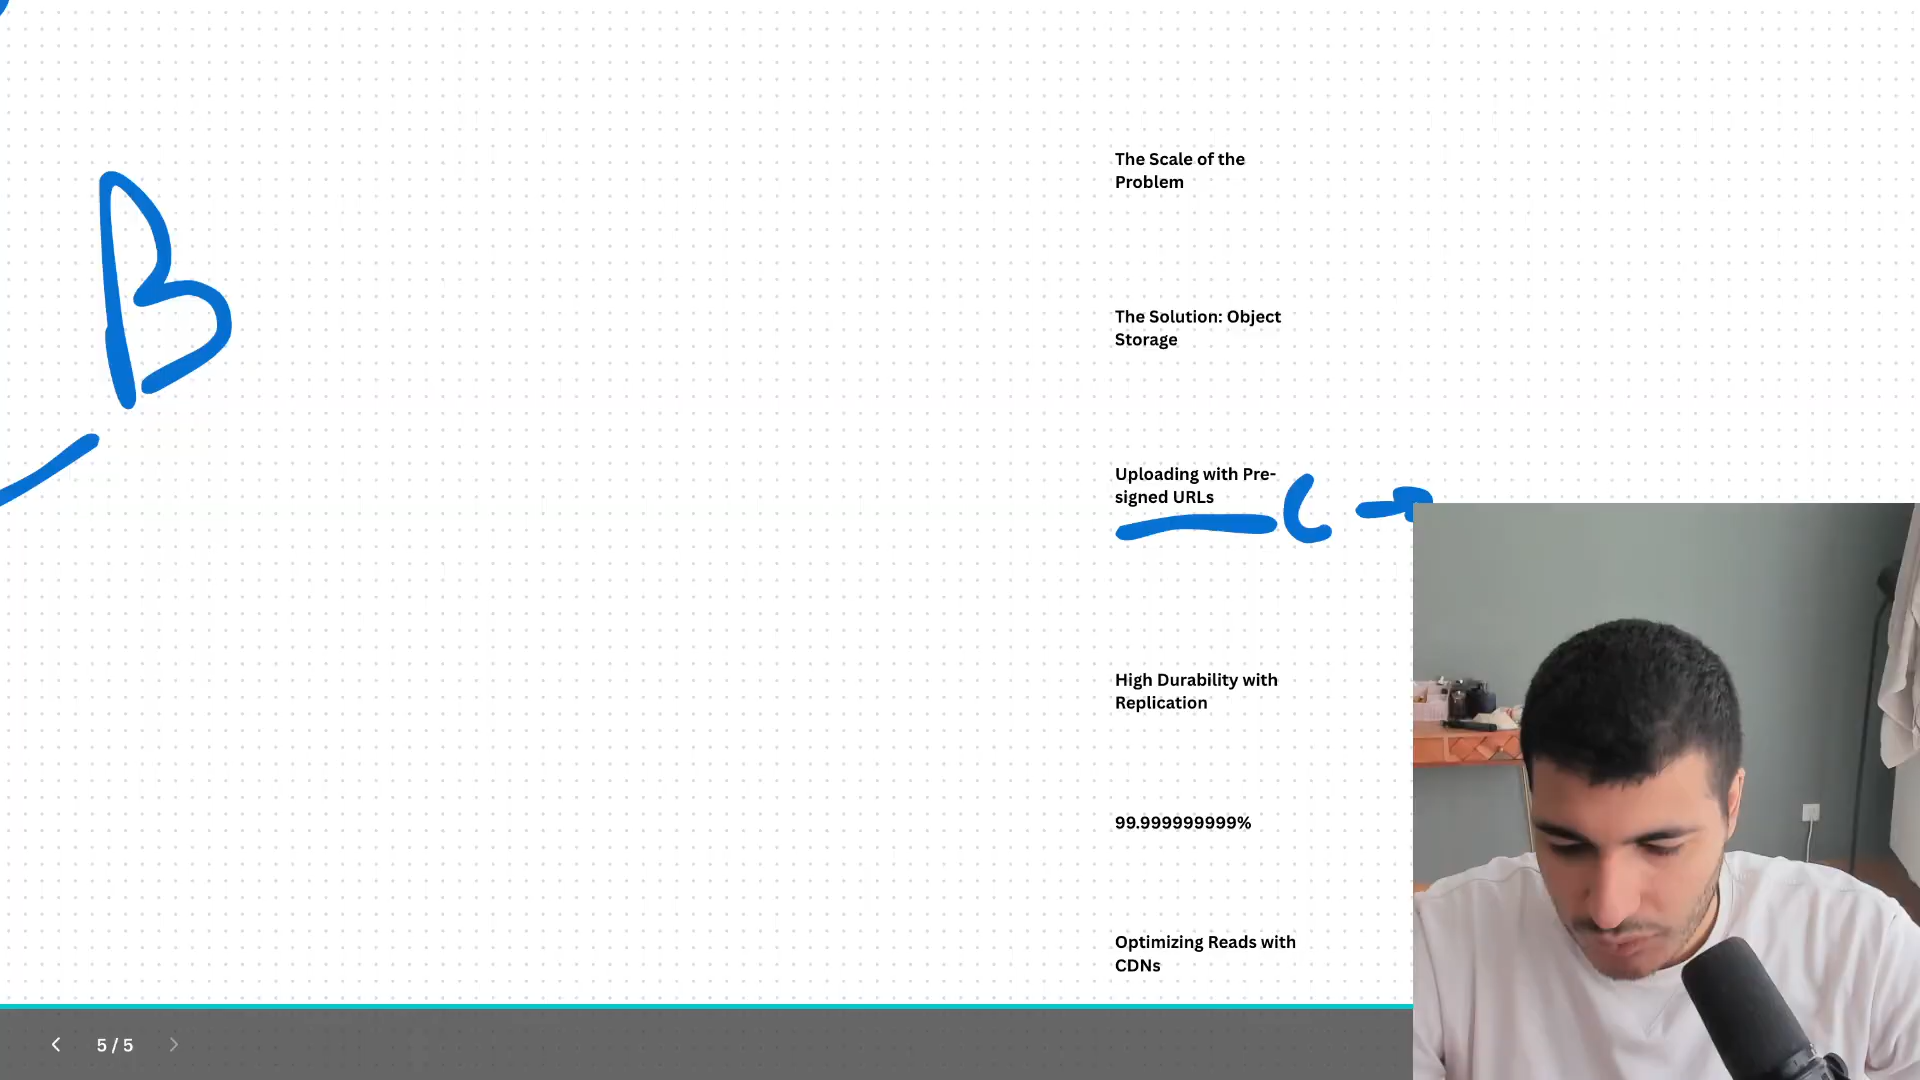 B
The Scale of the
Problem
The Solution: Object
Storage
Uploading with Pre-
signed URLs
C
High Durability with
Replication
99.999999999%
Optimizing Reads with
CDNs
5 / 5